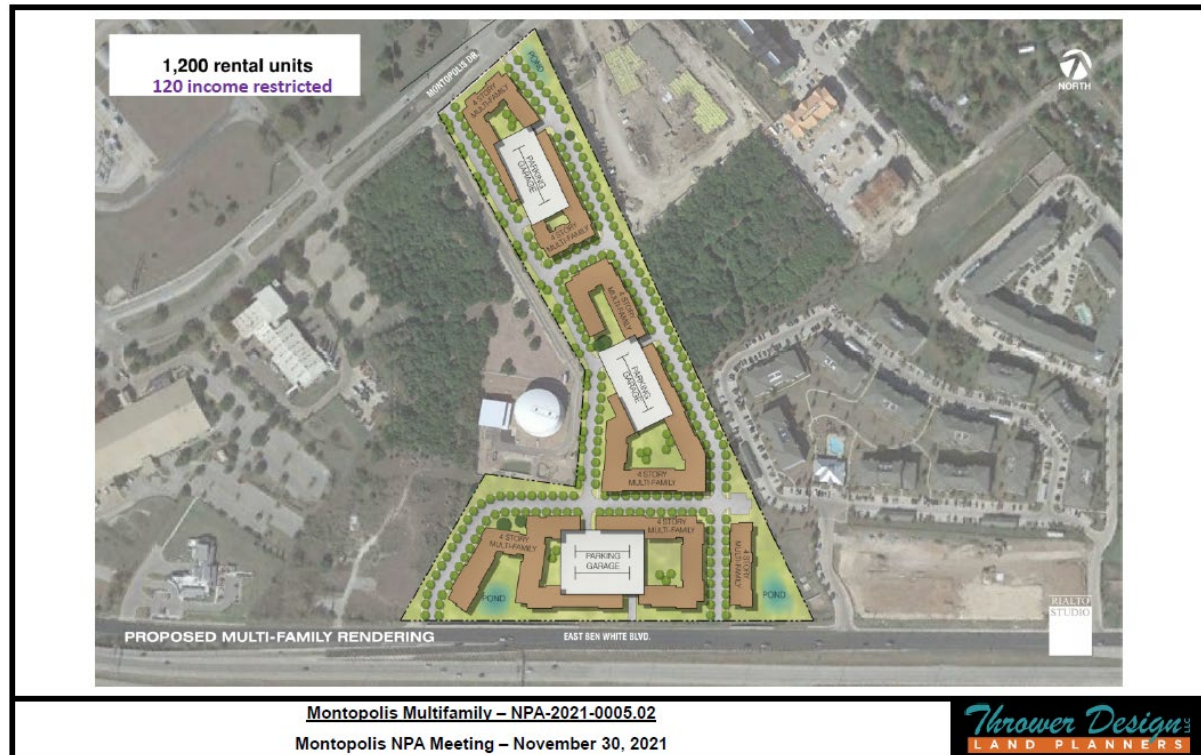 1,200 rental units
120 income restricted
MONTOPOLIS DR.
POND
NORTH
4 STORY
MULTI-FAMILY
PARKING
GARAGE
4 STORY
MULTI-FAMILY
4 STORY
MULTI-FAMILY
PARKING
GARAGE
4 STORY
MULTI-FAMILY
4 STORY
MULTI-FAMILY
4 STORY
MULTI-FAMILY
PARKING
GARAGE
4 STORY
MULTI-FAMILY
POND
POND
RIALTO
STUDIO
PROPOSED MULTI-FAMILY RENDERING
EAST BEN WHITE BLVD.
Montopolis Multifamily – NPA-2021-0005.02
Montopolis NPA Meeting – November 30, 2021
Thrower Design LLC
LAND PLANNERS